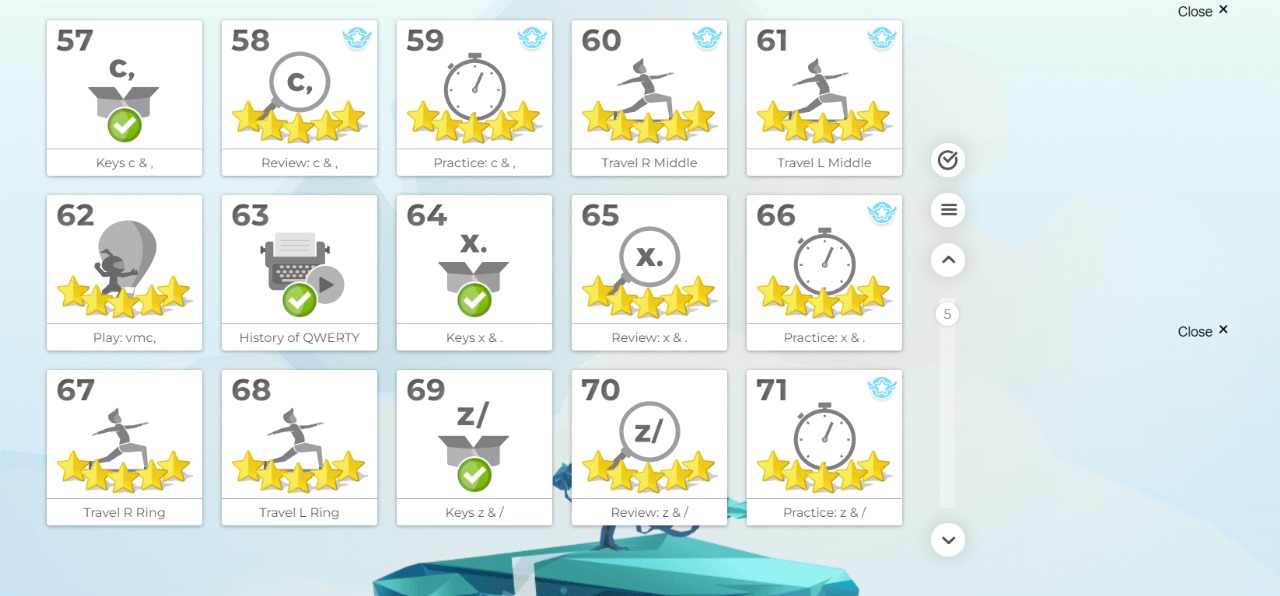 Close ×
57
c,
Keys c & ,
58
c,
Review: c & ,
59
Practice: c & ,
60
Travel R Middle
61
Travel L Middle
62
Play: vmc,
63
History of QWERTY
64
x.
Keys x & .
65
x.
Review: x & .
66
Practice: x & .
5
Close ×
67
Travel R Ring
68
Travel L Ring
69
z/
Keys z & /
70
z/
Review: z & /
71
Practice: z & /